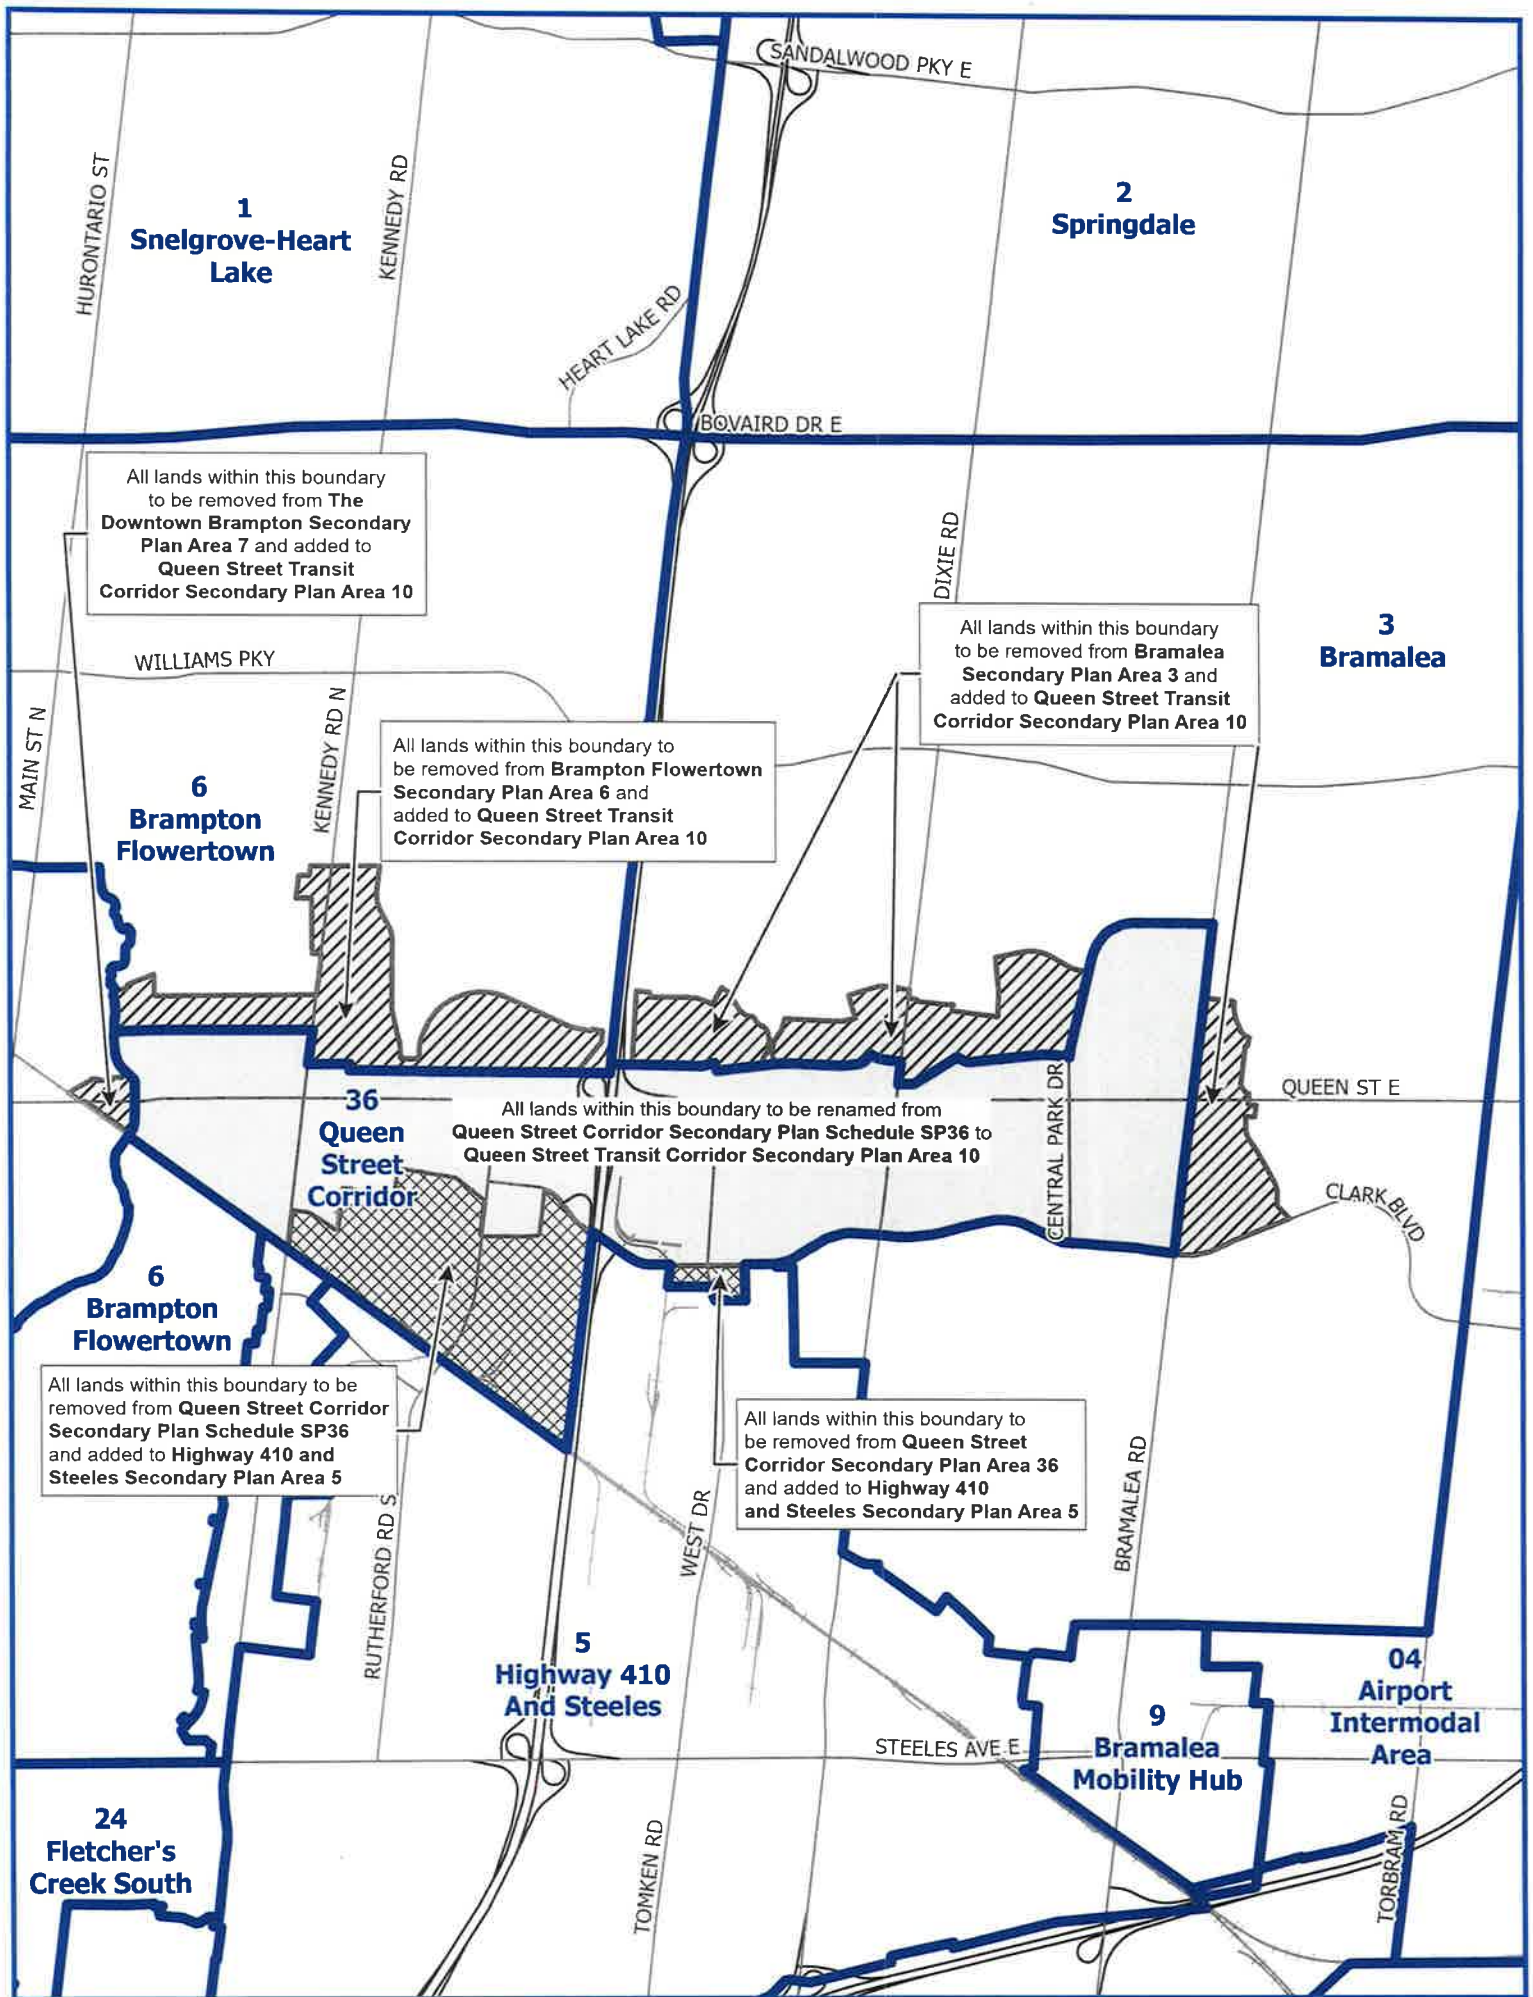 SANDALWOOD PKY E
HURONTARIO ST
KENNEDY RD
1
Snelgrove-Heart
Lake
2
Springdale
HEART LAKE RD
BOVAIRD DR E
All lands within this boundary
to be removed from The
Downtown Brampton Secondary
Plan Area 7 and added to
Queen Street Transit
Corridor Secondary Plan Area 10
DIXIE RD
All lands within this boundary
to be removed from Bramalea
Secondary Plan Area 3 and
added to Queen Street Transit
Corridor Secondary Plan Area 10
3
Bramalea
WILLIAMS PKY
MAIN ST N
KENNEDY RD N
All lands within this boundary to
be removed from Brampton Flowertown
Secondary Plan Area 6 and
added to Queen Street Transit
Corridor Secondary Plan Area 10
6
Brampton
Flowertown
QUEEN ST E
36
Queen
Street
Corridor
All lands within this boundary to be renamed from
Queen Street Corridor Secondary Plan Schedule SP36 to
Queen Street Transit Corridor Secondary Plan Area 10
CENTRAL PARK DR
CLARK BLVD
6
Brampton
Flowertown
All lands within this boundary to be
removed from Queen Street Corridor
Secondary Plan Schedule SP36
and added to Highway 410 and
Steeles Secondary Plan Area 5
All lands within this boundary to
be removed from Queen Street
Corridor Secondary Plan Area 36
and added to Highway 410
and Steeles Secondary Plan Area 5
RUTHERFORD RD S
WEST DR
BRAMALEA RD
5
Highway 410
And Steeles
04
Airport
Intermodal
Area
9
Bramalea
Mobility Hub
STEELES AVE E
24
Fletcher's
Creek South
TOMKEN RD
TORBRAM RD